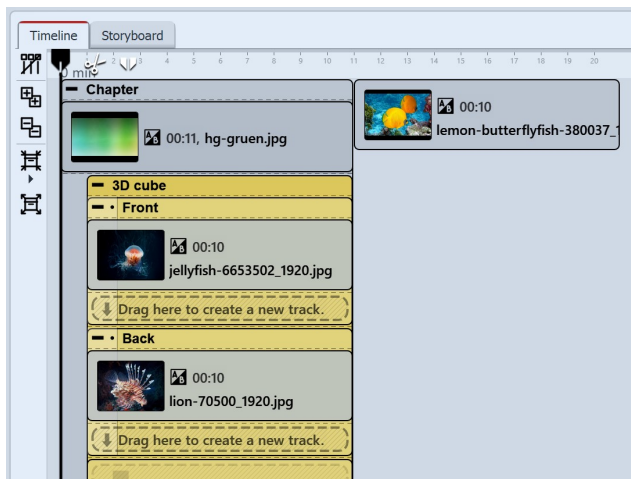 Timeline
Storyboard
0 min
2 3 4 5 6 7 8 9 10 11 12 13 14 15 16 17 18 19 20
Chapter
00:11, hg-gruen.jpg
00:10
lemon-butterflyfish-380037_
3D cube
Front
00:10
jellyfish-6653502_1920.jpg
Drag here to create a new track.
Back
00:10
lion-70500_1920.jpg
Drag here to create a new track.